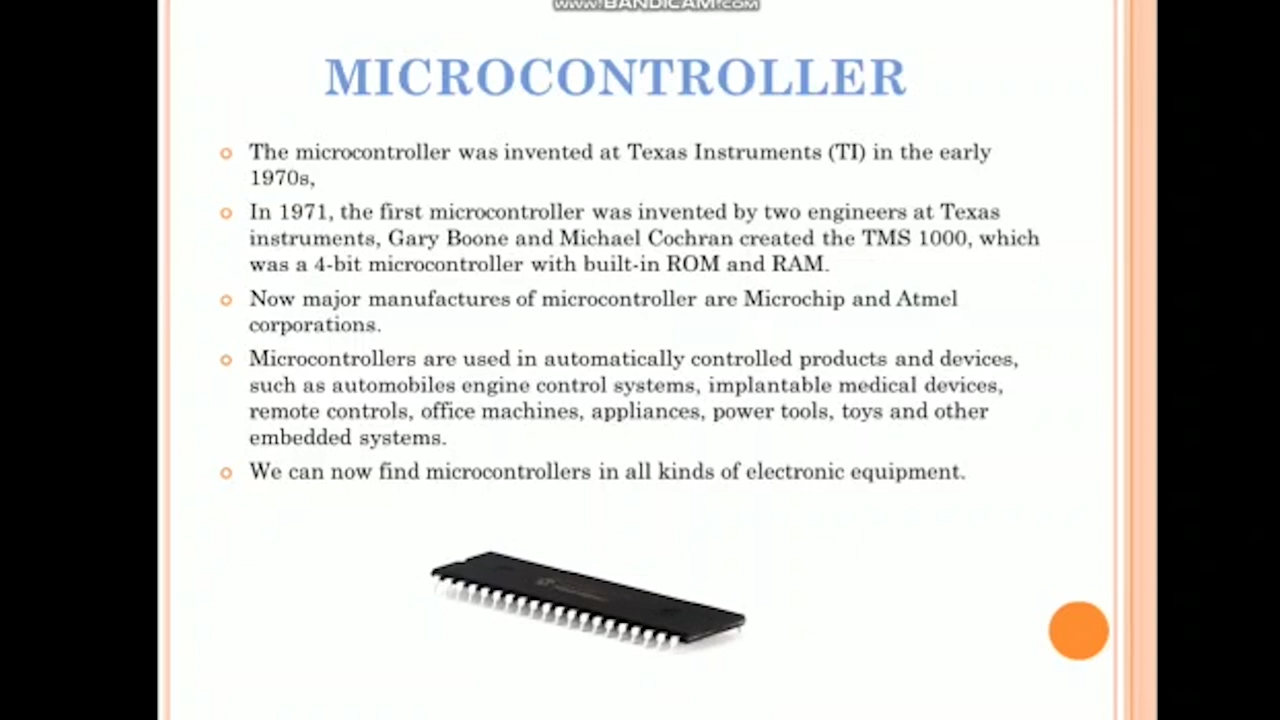 www.BANDICAM.COM
MICROCONTROLLER
The microcontroller was invented at Texas Instruments (TI) in the early
1970s,
In 1971, the first microcontroller was invented by two engineers at Texas
instruments, Gary Boone and Michael Cochran created the TMS 1000, which
was a 4-bit microcontroller with built-in ROM and RAM.
Now major manufactures of microcontroller are Microchip and Atmel
corporations.
Microcontrollers are used in automatically controlled products and devices,
such as automobiles engine control systems, implantable medical devices,
remote controls, office machines, appliances, power tools, toys and other
embedded systems.
We can now find microcontrollers in all kinds of electronic equipment.